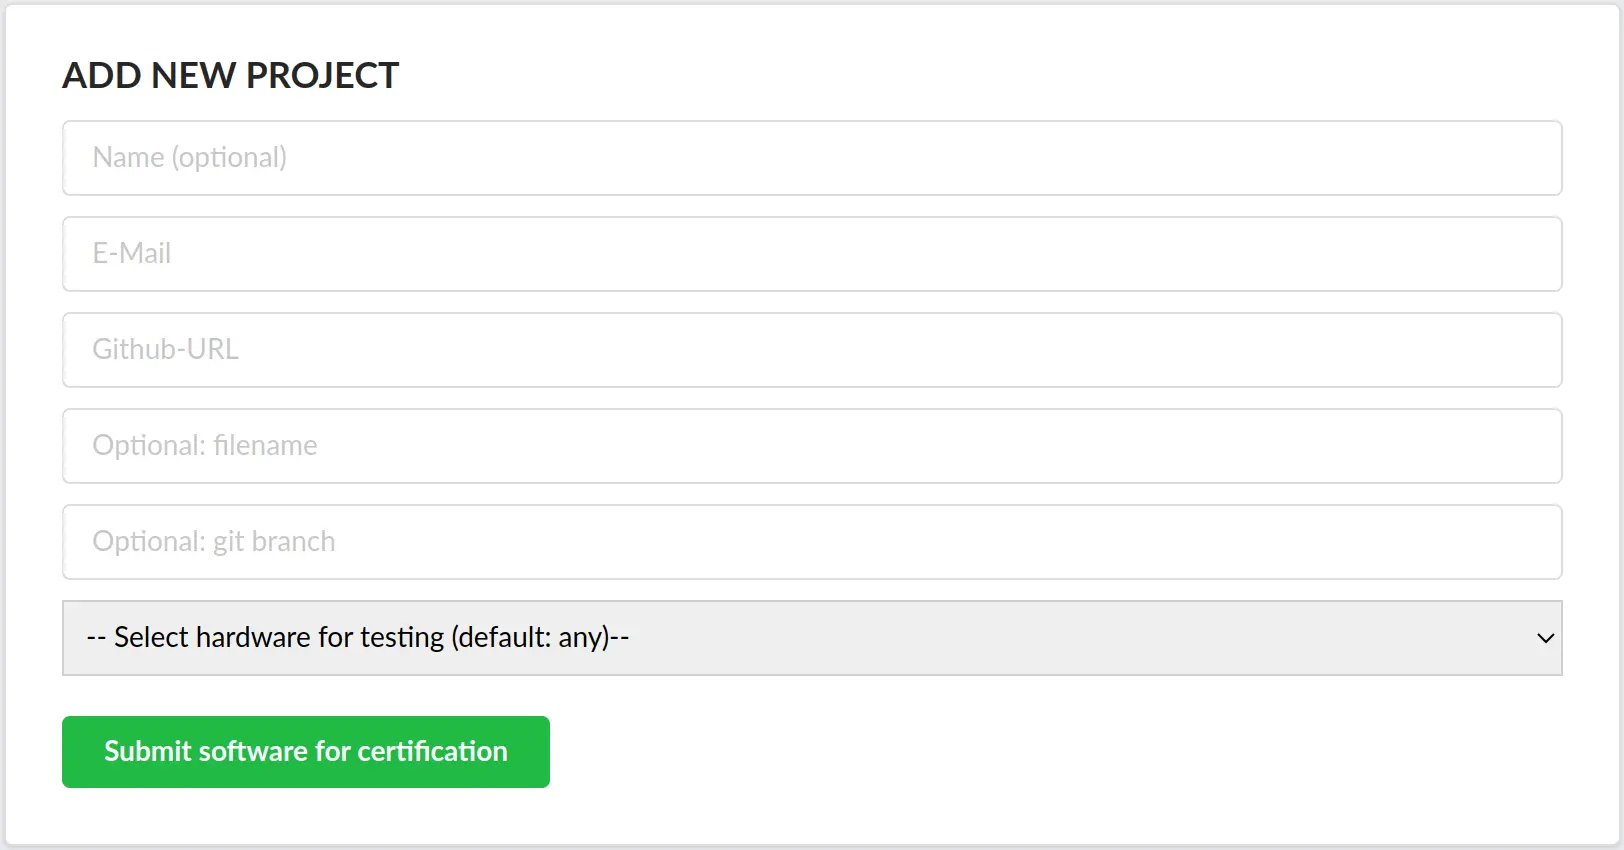 ADD NEW PROJECT
Name (optional)
E-Mail
Github-URL
Optional: filename
Optional: git branch
-- Select hardware for testing (default: any)--
Submit software for certification